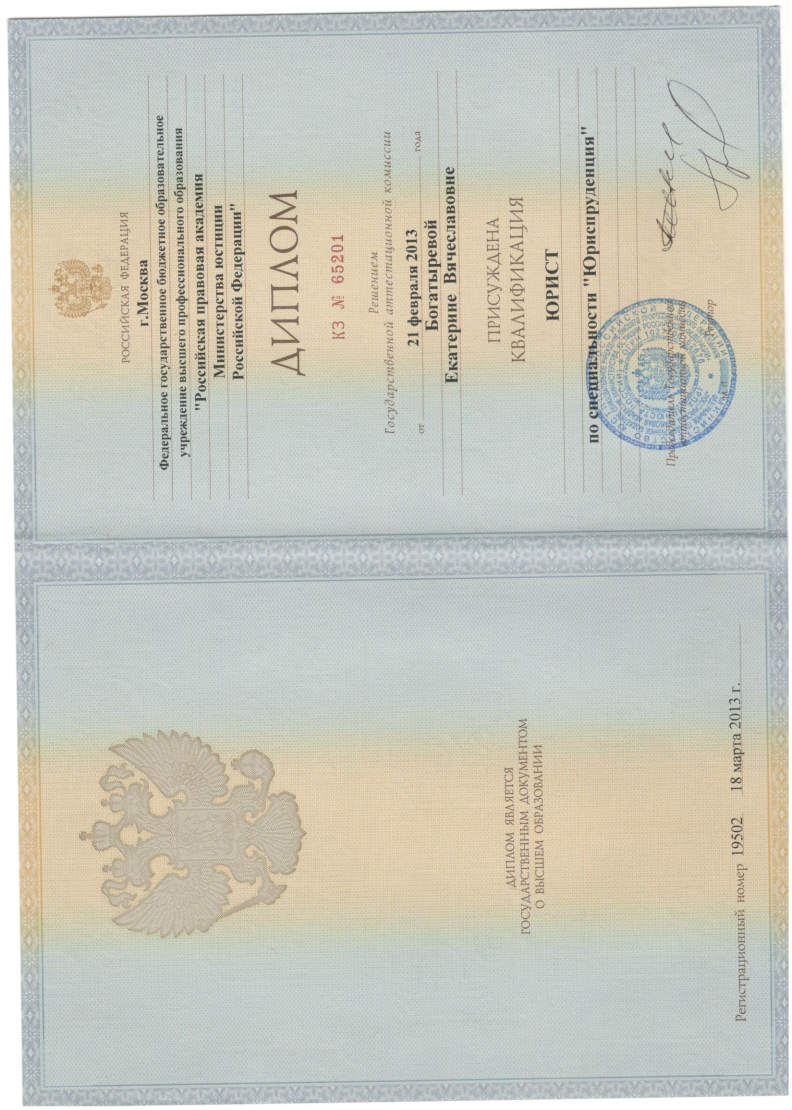 ДИПЛОМ ЯВЛЯЕТСЯ
ГОСУДАРСТВЕННЫМ ДОКУМЕНТОМ
О ВЫСШЕМ ОБРАЗОВАНИИ
Регистрационный номер 19502 18 марта 2013 г.
РОССИЙСКАЯ ФЕДЕРАЦИЯ
г.Москва
Федеральное государственное бюджетное образовательное
учреждение высшего профессионального образования
"Российская правовая академия
Министерства юстиции
Российской Федерации"
ДИПЛОМ
КЗ № 65201
Решением
Государственной аттестационной комиссии
от 21 февраля 2013 года
Богатыревой
Екатерине Вячеславовне
ПРИСУЖДЕНА
КВАЛИФИКАЦИЯ
ЮРИСТ
по специальности "Юриспруденция"
Председатель Государственной
аттестационной комиссии
Ректор